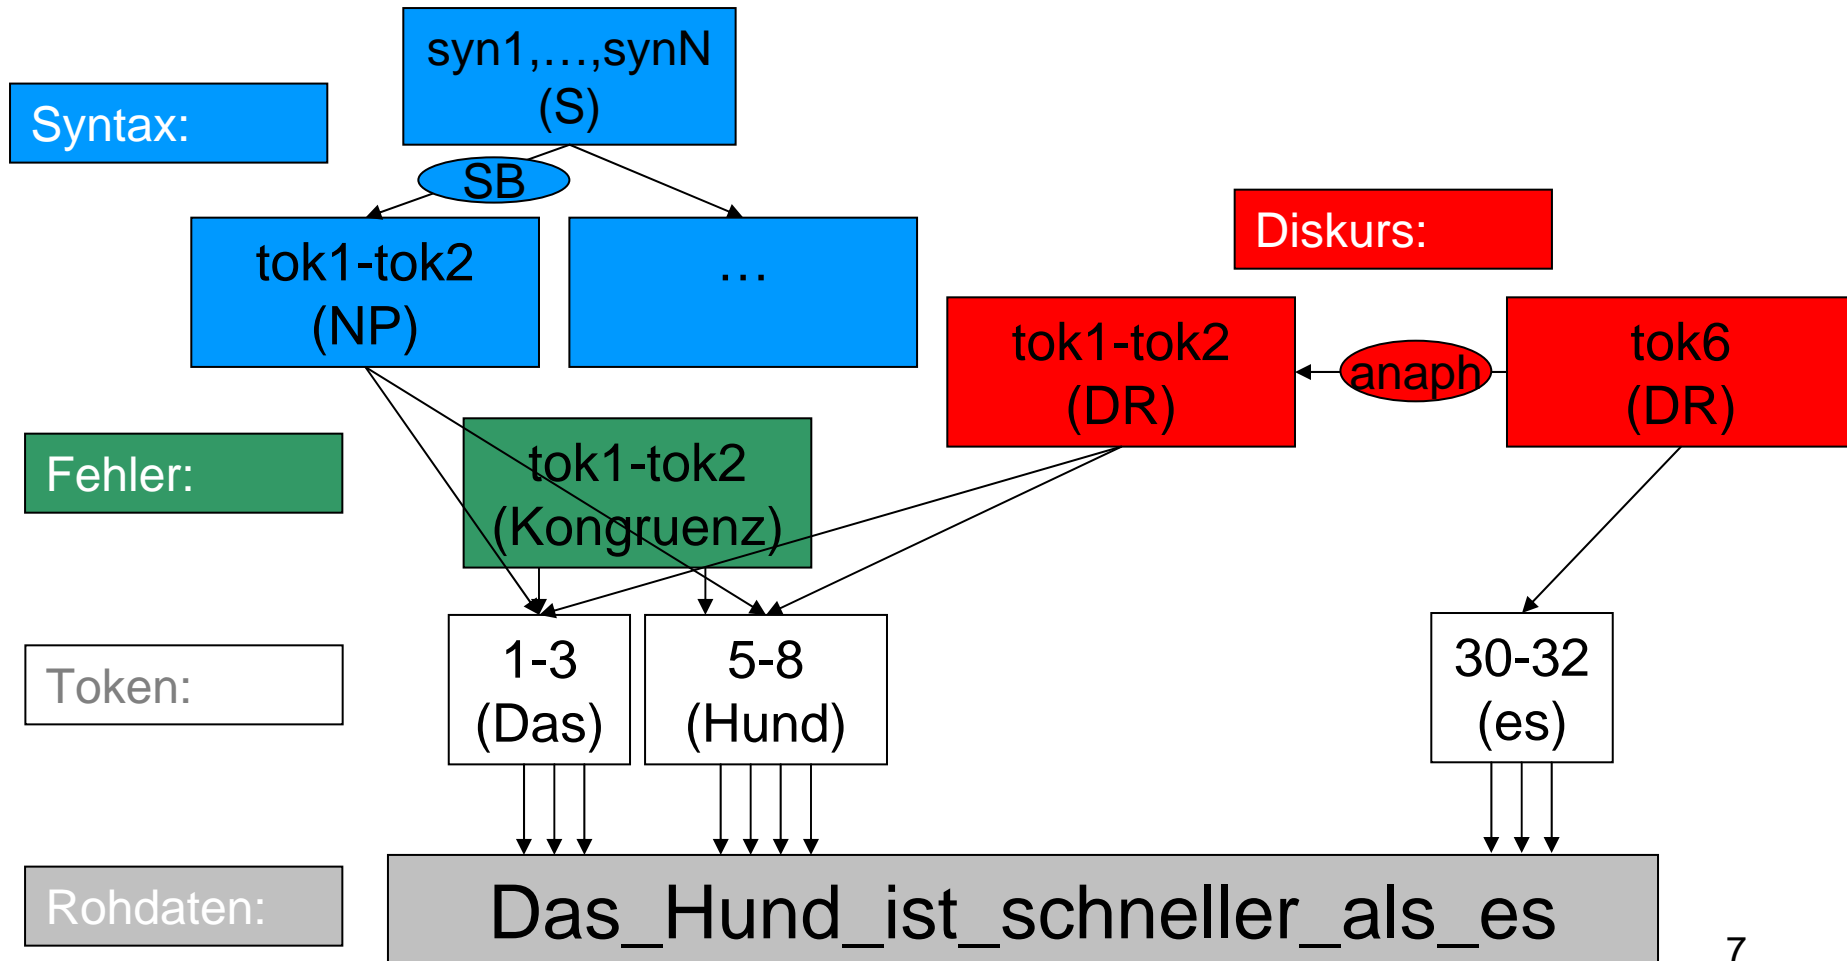 syn1,…,synN
(S)
Syntax:
SB
tok1-tok2
(NP)
…
Diskurs:
tok1-tok2
(DR)
anaph
tok6
(DR)
Fehler:
tok1-tok2
(Kongruenz)
Token:
1-3
(Das)
5-8
(Hund)
30-32
(es)
Rohdaten:
Das_Hund_ist_schneller_als_es
7